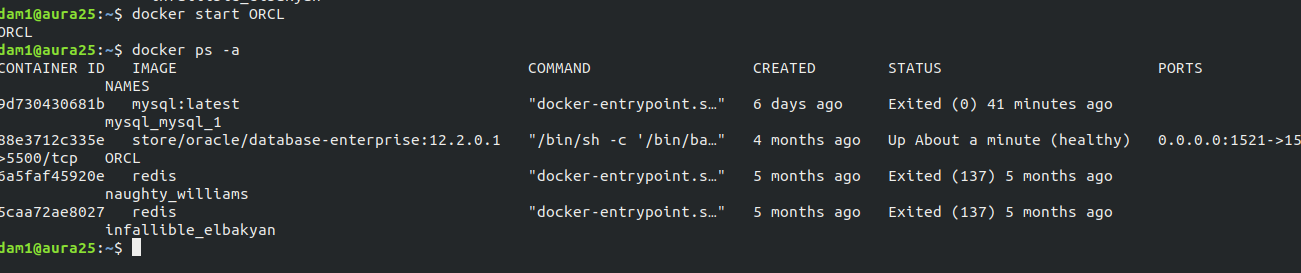 dam1@aura25:~$ docker start ORCL
ORCL
dam1@aura25:~$ docker ps -a
CONTAINER ID IMAGE COMMAND CREATED STATUS PORTS
NAMES
9d730430681b mysql:latest "docker-entrypoint.s…" 6 days ago Exited (0) 41 minutes ago
mysql_mysql_1
88e3712c335e store/oracle/database-enterprise:12.2.0.1 "/bin/sh -c '/bin/ba…" 4 months ago Up About a minute (healthy) 0.0.0.0:1521->15
>5500/tcp ORCL
6a5faf45920e redis "docker-entrypoint.s…" 5 months ago Exited (137) 5 months ago
naughty_williams
5caa72ae8027 redis "docker-entrypoint.s…" 5 months ago Exited (137) 5 months ago
infallible_elbakyan
dam1@aura25:~$